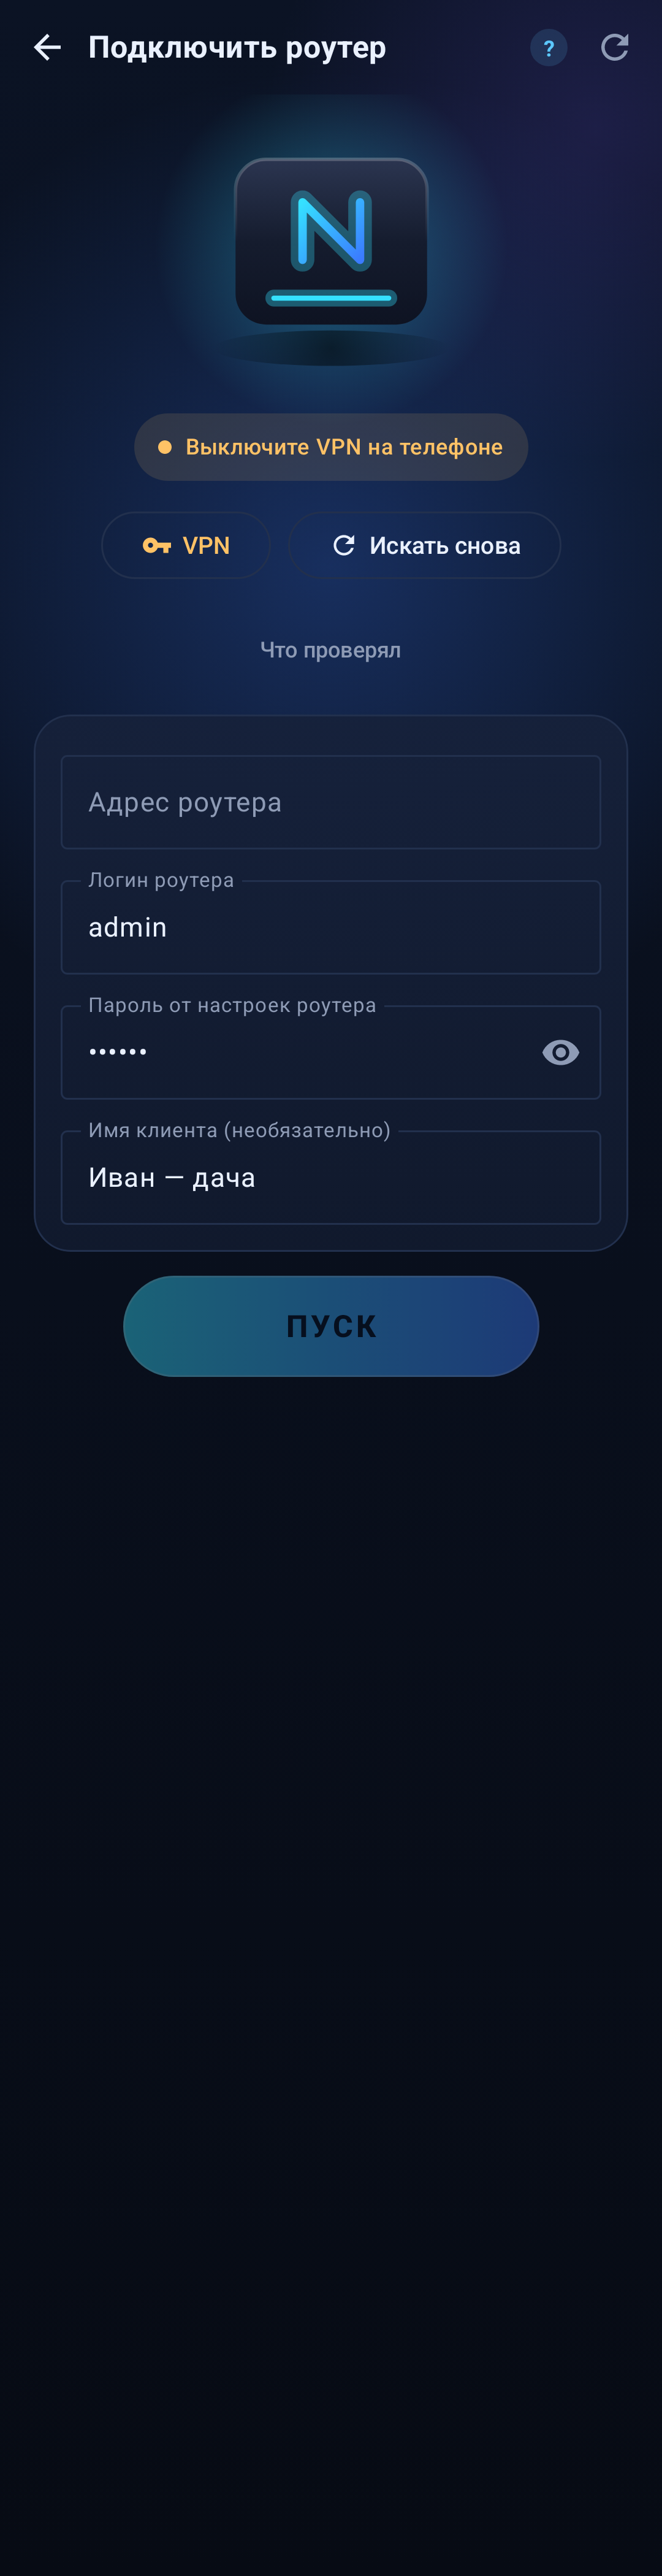 Подключить роутер
?
N
Выключите VPN на телефоне
VPN
Искать снова
Что проверял
Адрес роутера
Логин роутера
admin
Пароль от настроек роутера
••••••
Имя клиента (необязательно)
Иван — дача
ПУСК